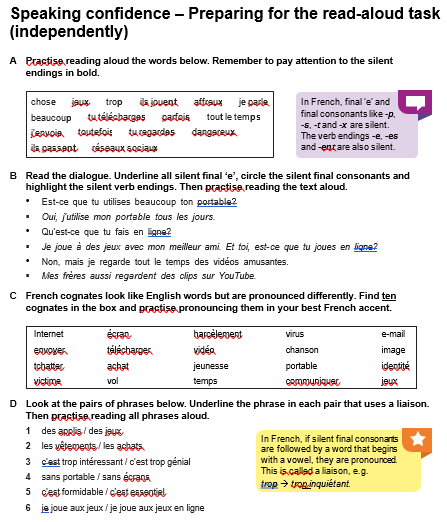 Speaking confidence – Preparing for the read-aloud task
(independently)
A Practise reading aloud the words below. Remember to pay attention to the silent
endings in bold.
chose jeux trop ils jouent affreux je parle
beaucoup tu télécharges parfois tout le temps
j'envoie toutefois tu regardes dangereux
ils passent réseaux sociaux
In French, final 'e' and
final consonants like -p,
-s, -t and -x are silent.
The verb endings -e, -es
and -ent are also silent.
B Read the dialogue. Underline all silent final 'e', circle the silent final consonants and
highlight the silent verb endings. Then practise reading the text aloud.
• Est-ce que tu utilises beaucoup ton portable?
• Oui, j'utilise mon portable tous les jours.
• Qu'est-ce que tu fais en ligne?
• Je joue à des jeux avec mon meilleur ami. Et toi, est-ce que tu joues en ligne?
• Non, mais je regarde tout le temps des vidéos amusantes.
• Mes frères aussi regardent des clips sur YouTube.
C French cognates look like English words but are pronounced differently. Find ten
cognates in the box and practise pronouncing them in your best French accent.
Internet écran harcèlement virus e-mail
envoyer télécharger vidéo chanson image
tchatter achat jeunesse portable identité
victime vol temps communiquer jeux
D Look at the pairs of phrases below. Underline the phrase in each pair that uses a liaison.
Then practise reading all phrases aloud.
1 des applis / des jeux
2 les vêtements / les achats
3 c'est trop intéressant / c'est trop génial
4 sans portable / sans écrans
5 c'est formidable / c'est essentiel
6 je joue aux jeux / je joue aux jeux en ligne
In French, if silent final consonants
are followed by a word that begins
with a vowel, they are pronounced.
This is called a liaison, e.g.
trop → trop inquiétant.